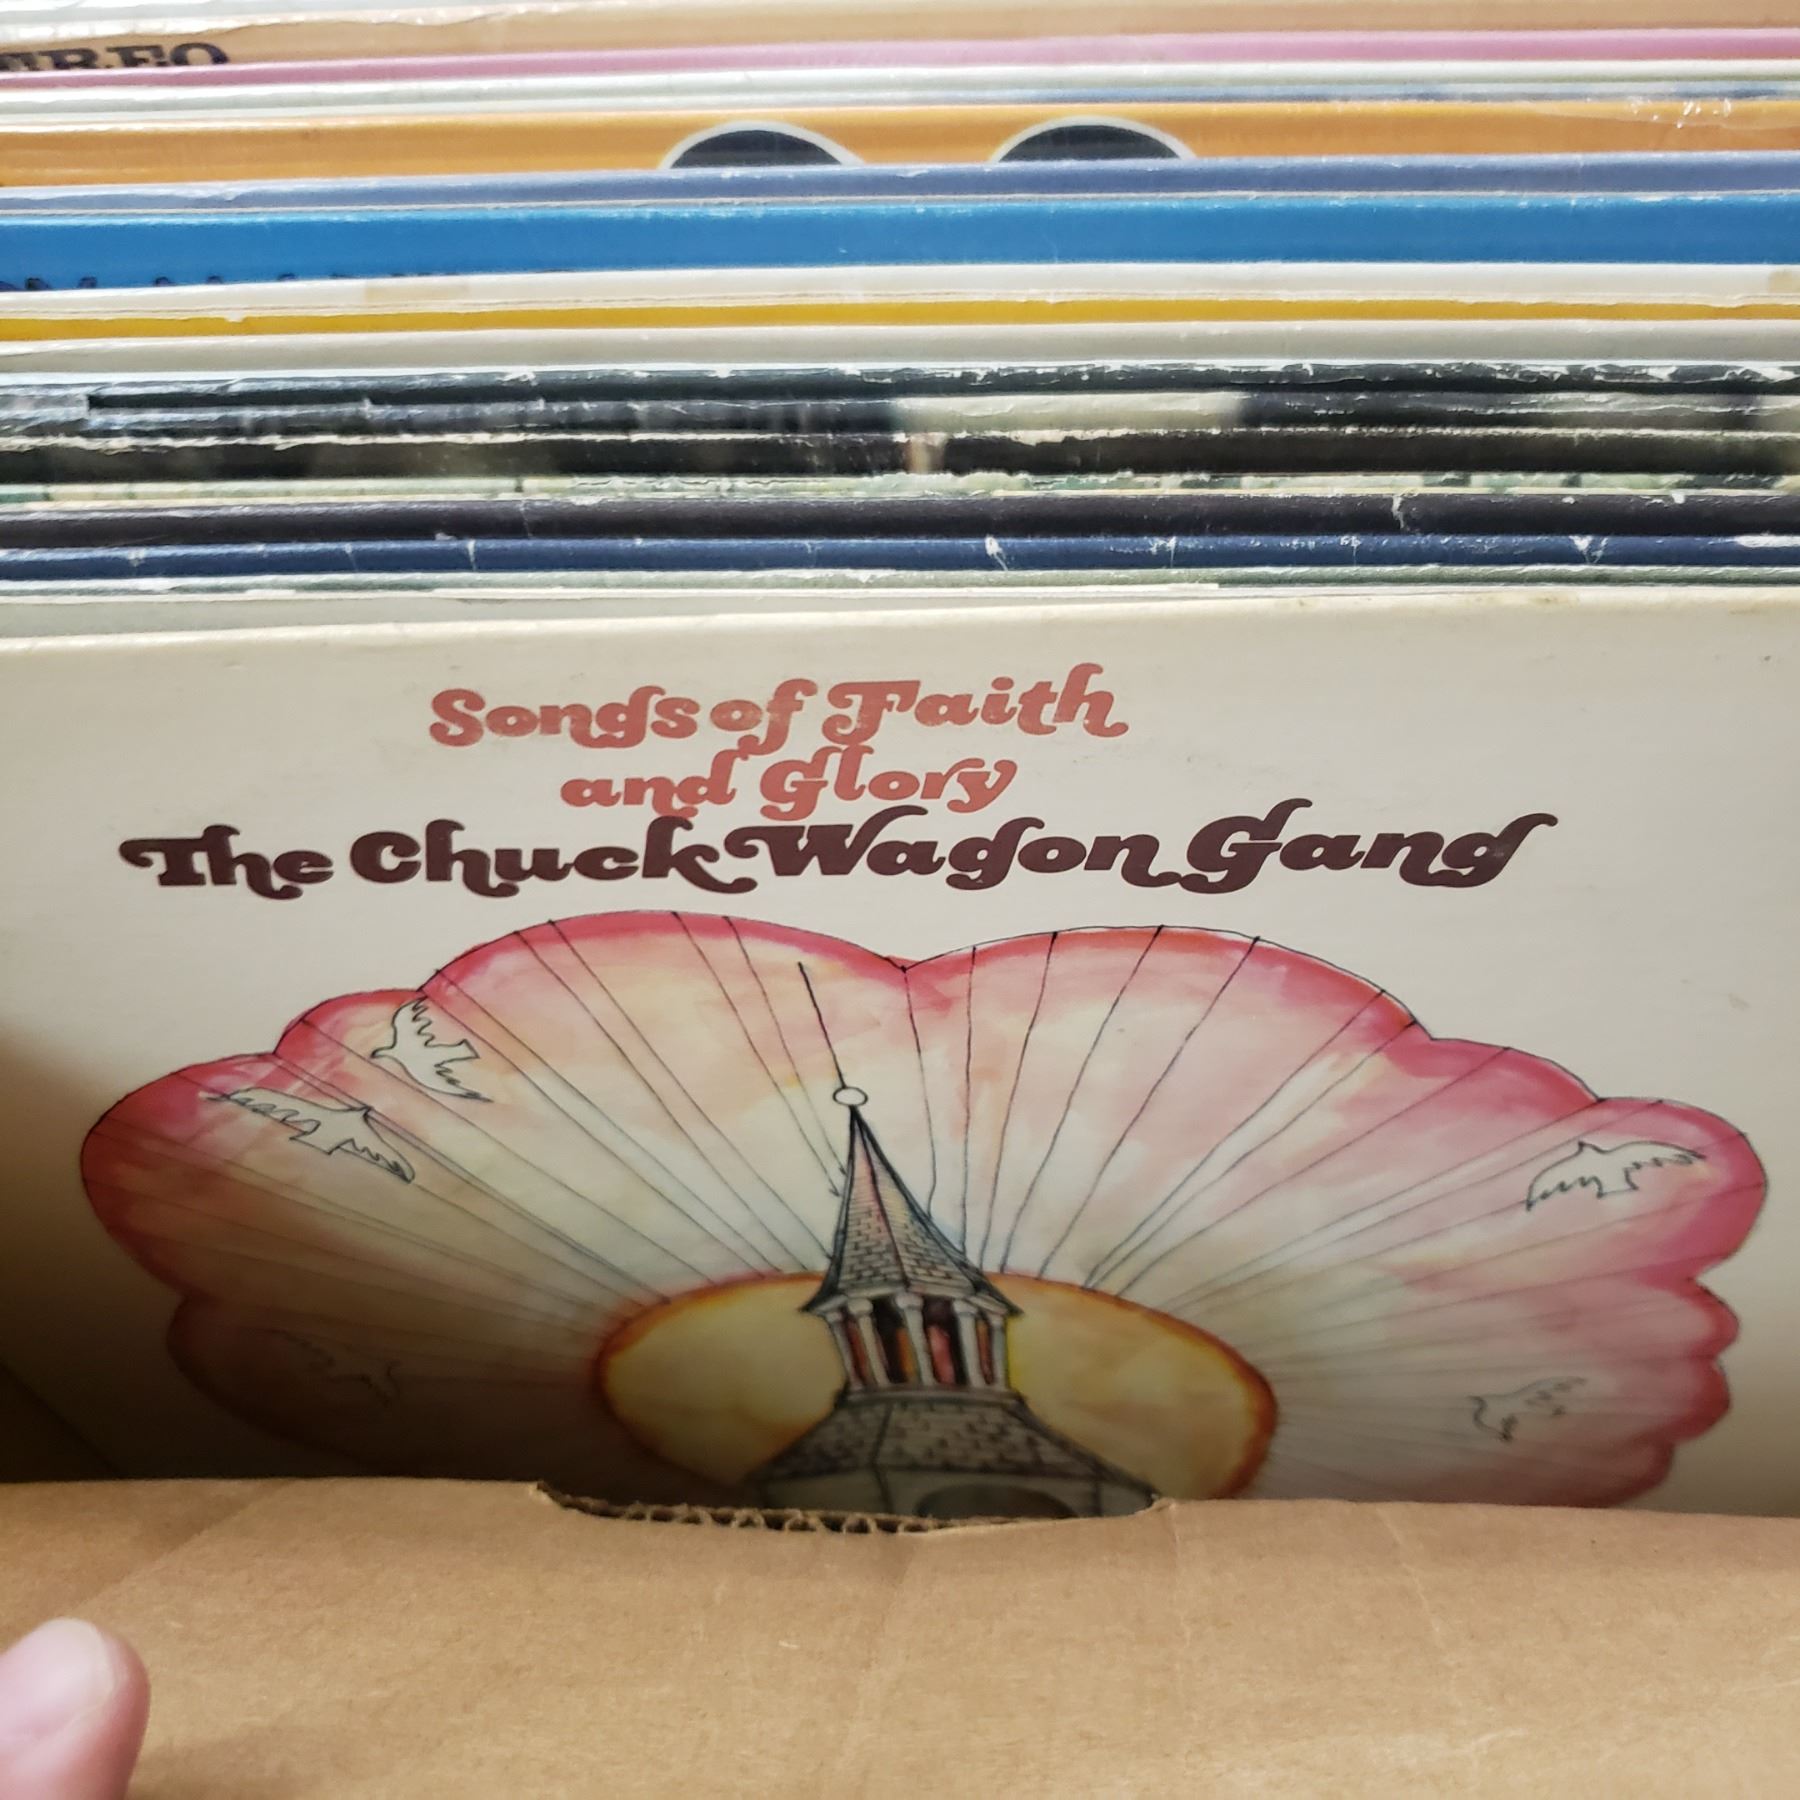 Songs of Faith
and Glory
The Chuck Wagon Gang